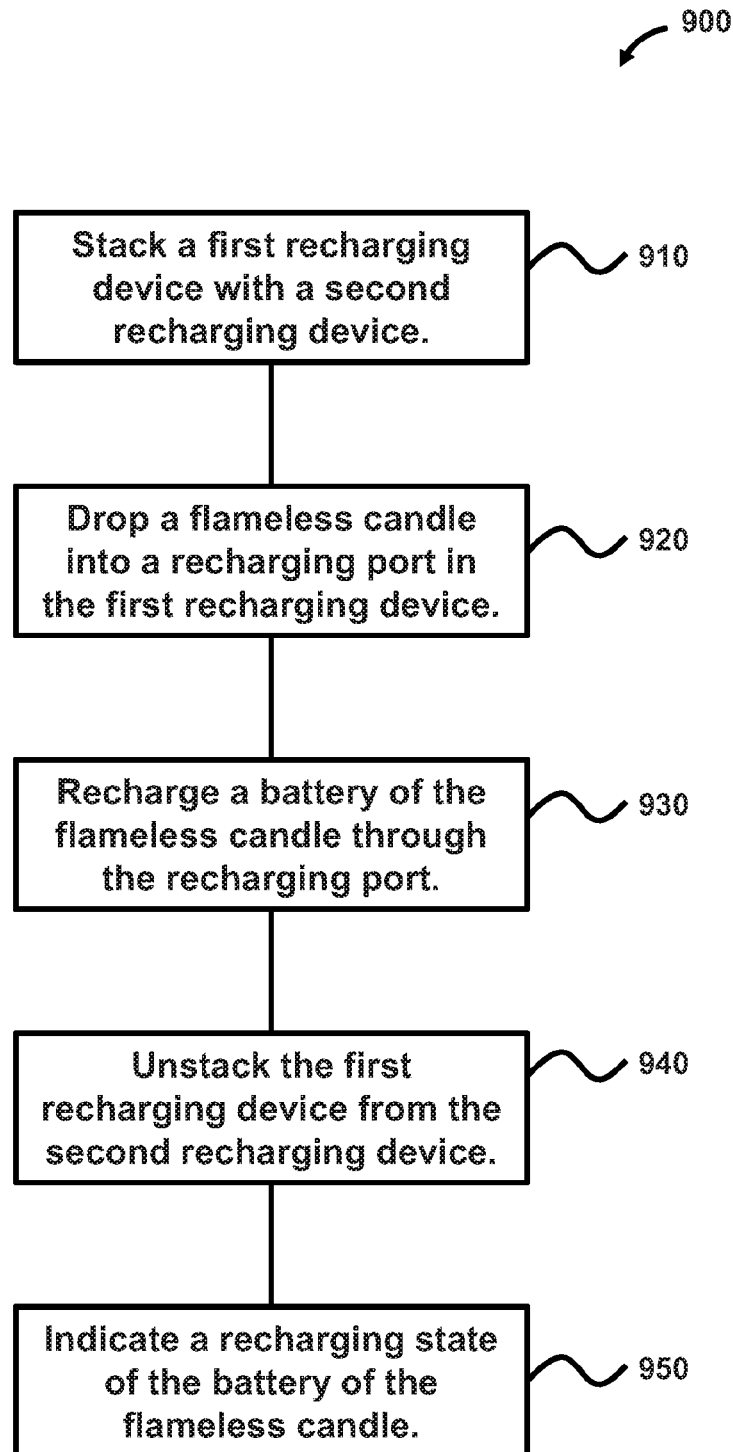 900
Stack a first recharging
device with a second
recharging device.
910
Drop a flameless candle
into a recharging port in
the first recharging device.
920
Recharge a battery of the
flameless candle through
the recharging port.
930
Unstack the first
recharging device from the
second recharging device.
940
Indicate a recharging state
of the battery of the
flameless candle.
950